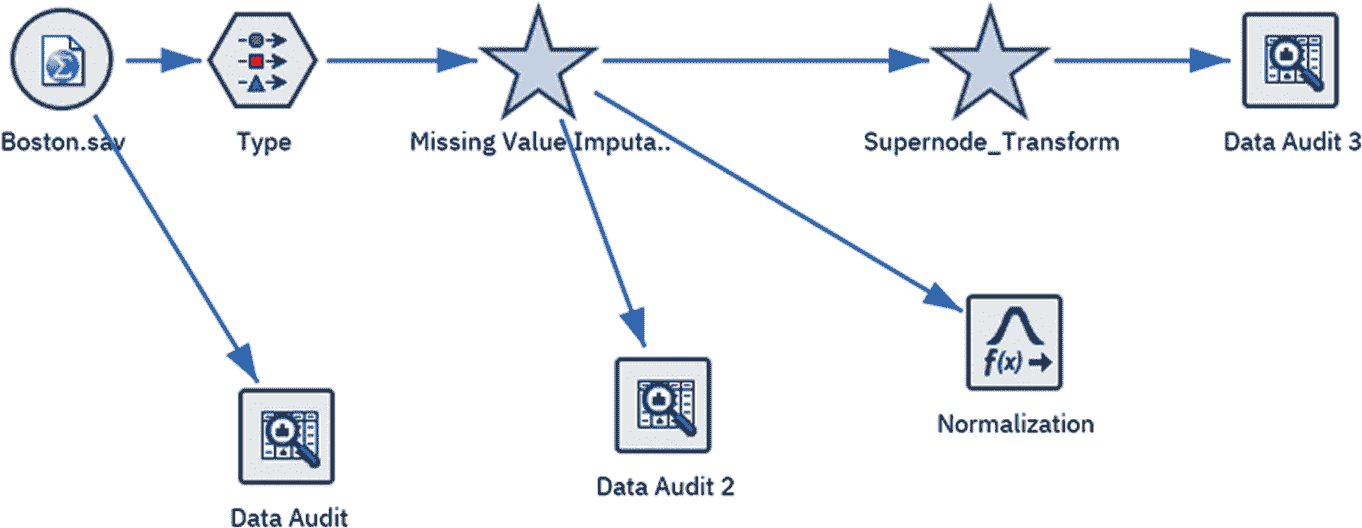 Boston.sav
Type
Missing Value Imputa..
Supernode_Transform
Data Audit 3
f(x)
Normalization
Data Audit 2
Data Audit